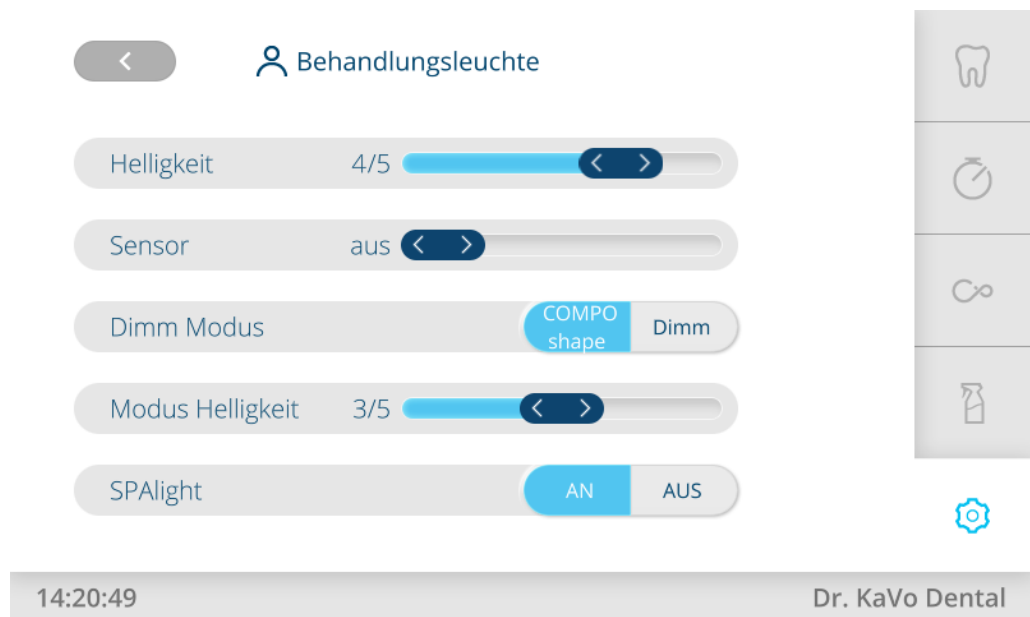 Behandlungsleuchte
Helligkeit 4/5
Sensor aus
Dimm Modus COMPO shape Dimm
Modus Helligkeit 3/5
SPAlight AN AUS
14:20:49 Dr. KaVo Dental